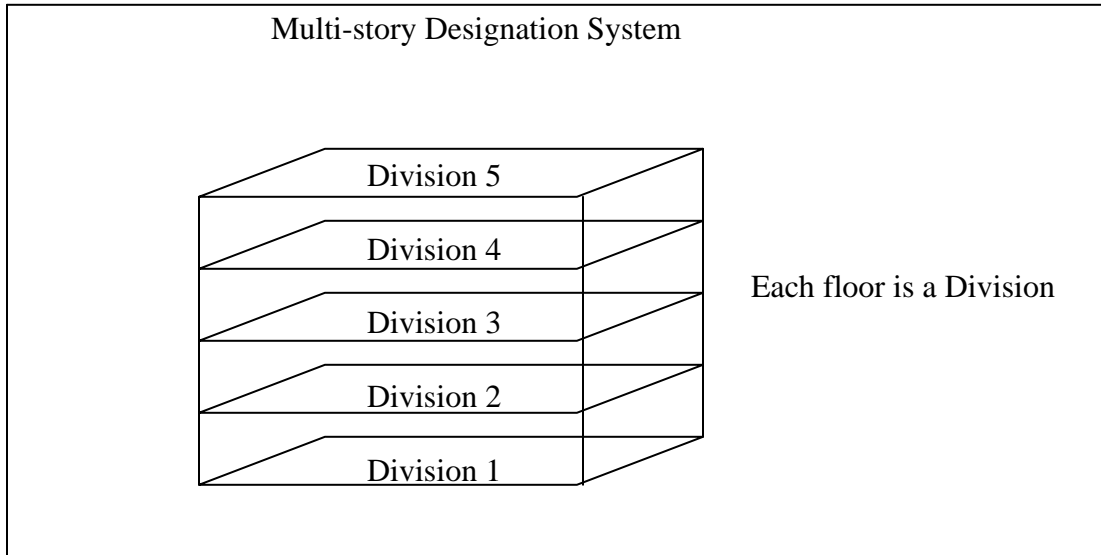 Multi-story Designation System
Division 5
Division 4
Each floor is a Division
Division 3
Division 2
Division 1